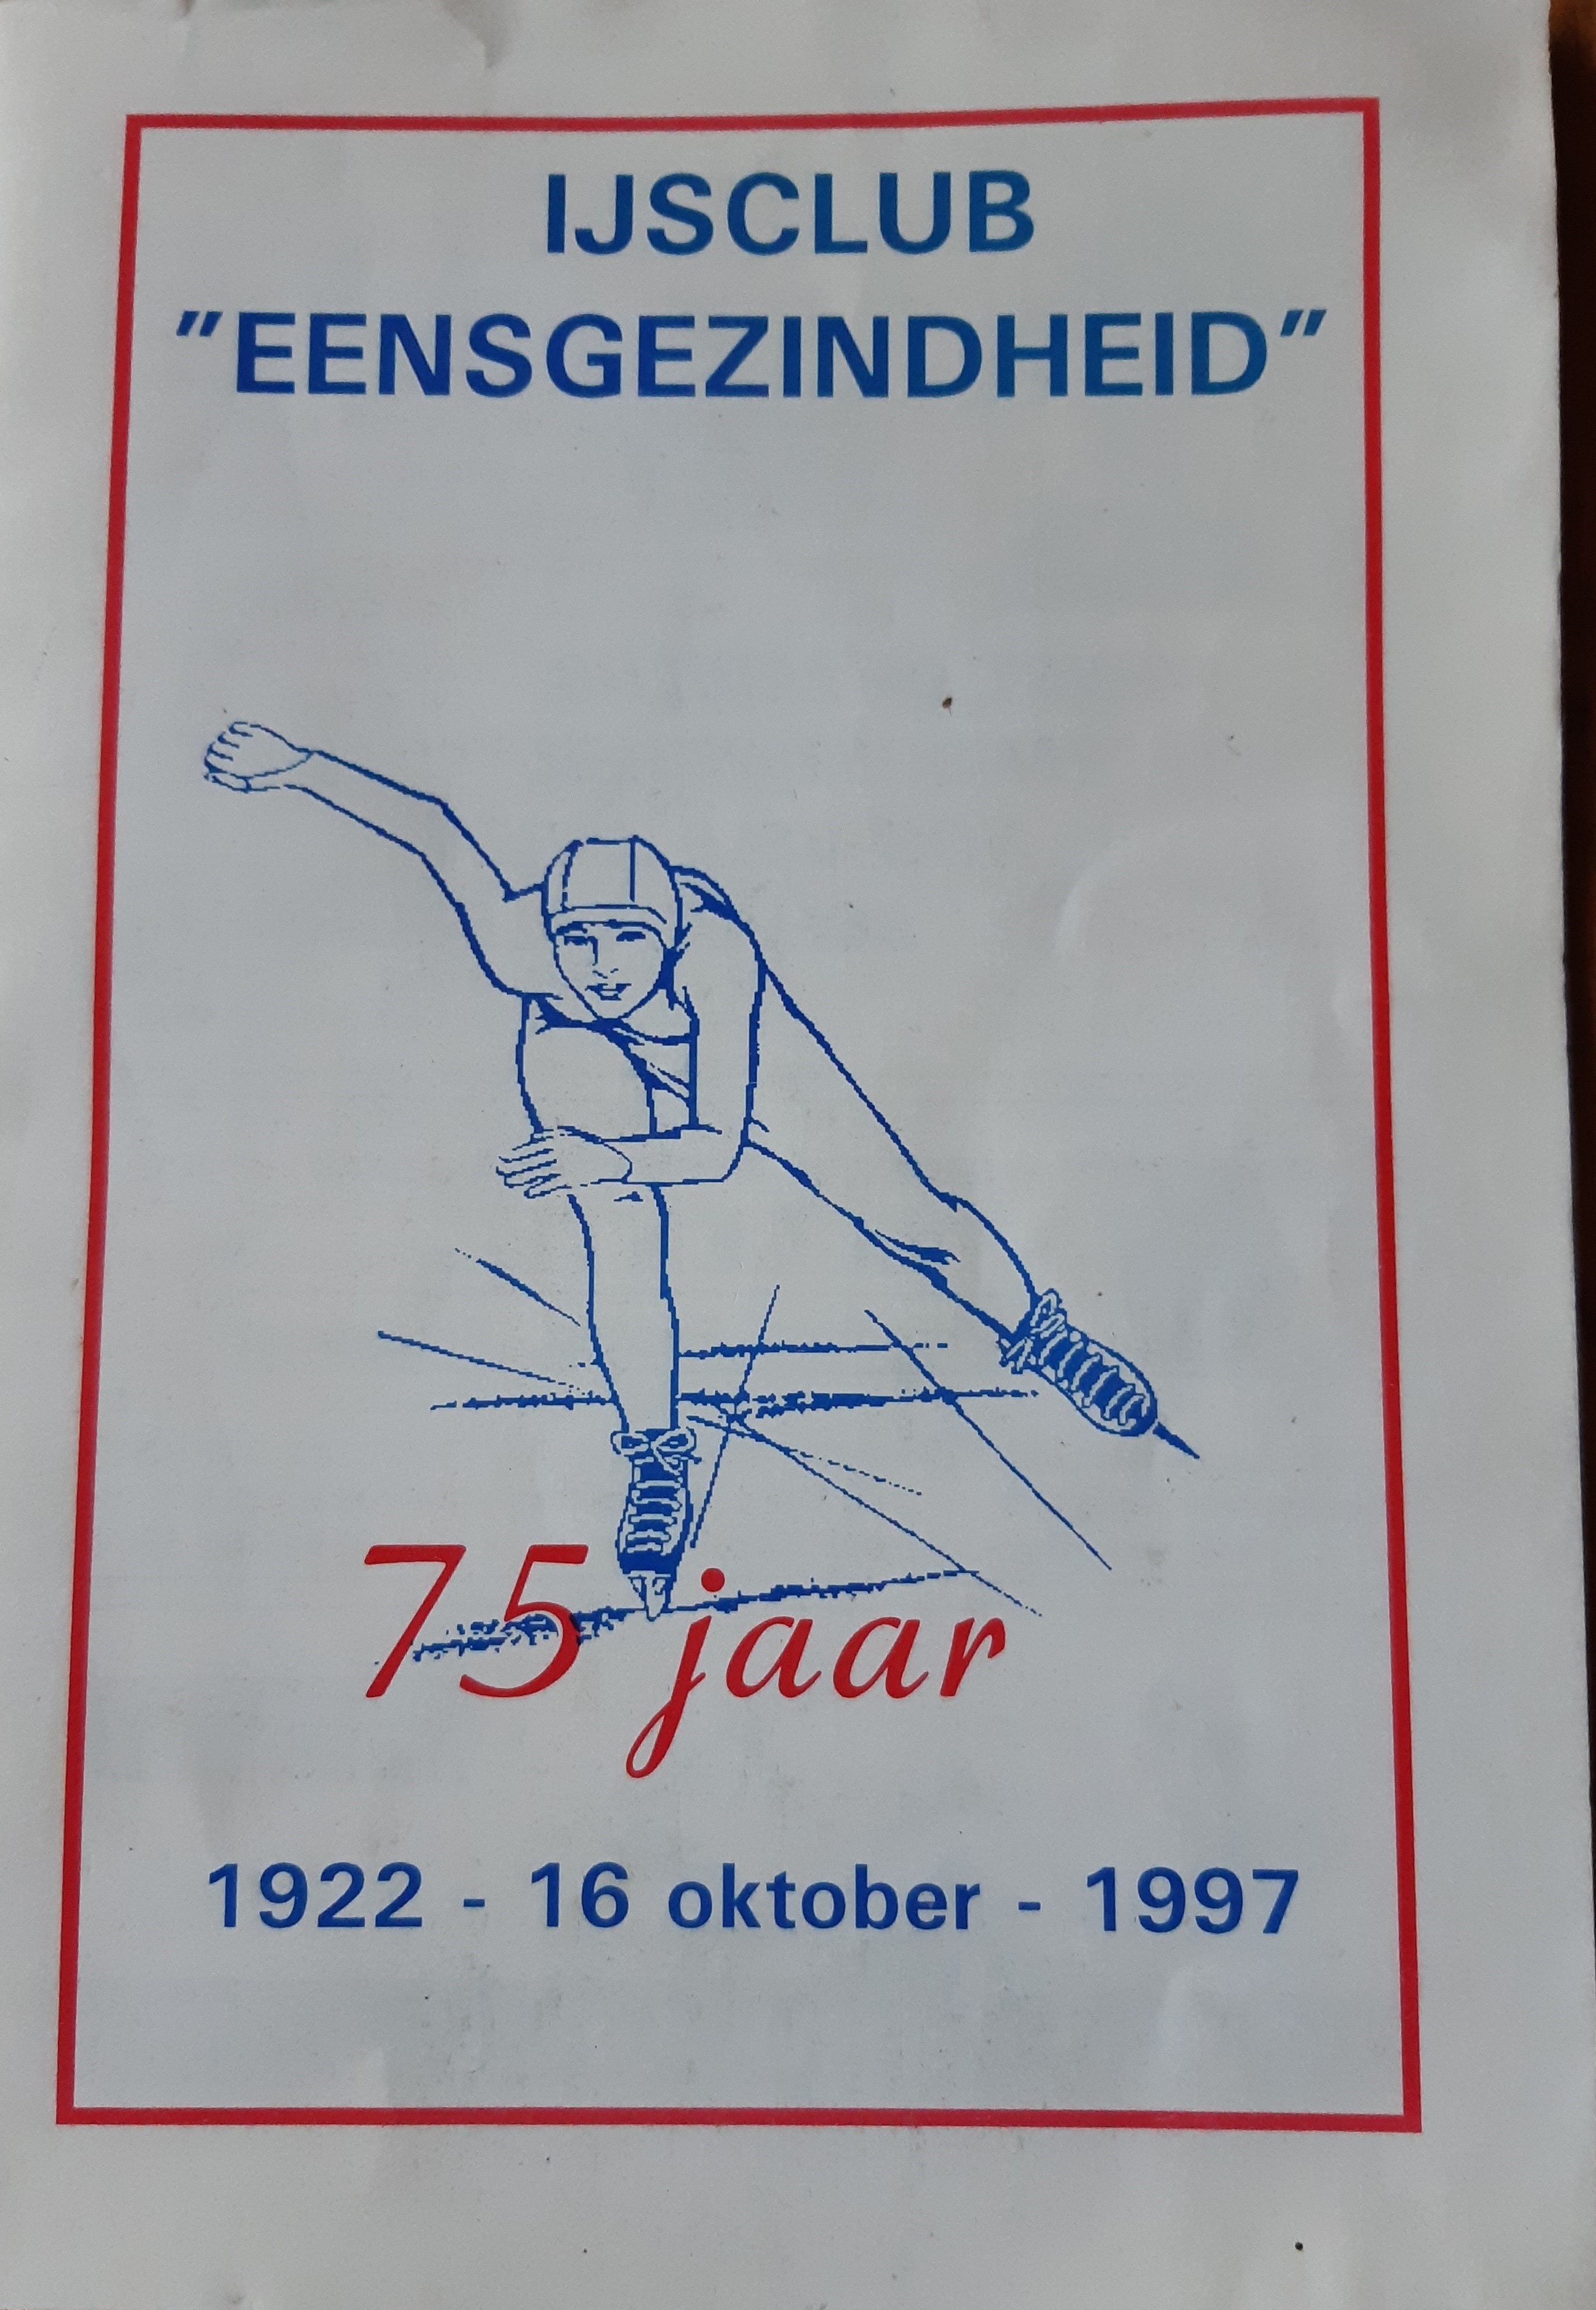 IJSCLUB
"EENSGEZINDHEID"
75 jaar
1922 - 16 oktober - 1997